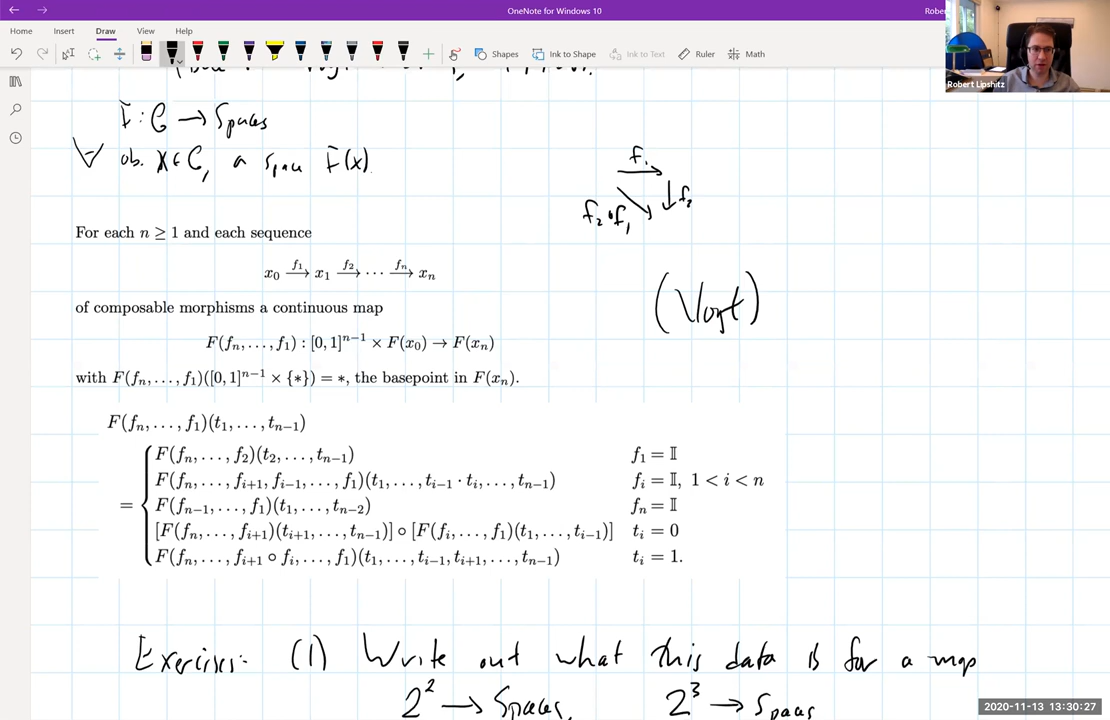 OneNote for Windows 10
Rober
Home Insert Draw View Help
Shapes Ink to Shape Ink to Text Ruler Math
Robert Lipshitz
F : C → Spaces
∀ ob. X ∈ C, a space F(x).
f₁
f₂
f₂∘f₁
For each n ≥ 1 and each sequence
x₀ —f₁→ x₁ —f₂→ ⋯ —fₙ→ xₙ
of composable morphisms a continuous map
F(fₙ, …, f₁) : [0, 1]ⁿ⁻¹ × F(x₀) → F(xₙ)
with F(fₙ, …, f₁)([0, 1]ⁿ⁻¹ × {∗}) = ∗, the basepoint in F(xₙ).
(Vogt)
F(fₙ, …, f₁)(t₁, …, tₙ₋₁)
= { F(fₙ, …, f₂)(t₂, …, tₙ₋₁) f₁ = 𝕀
F(fₙ, …, fᵢ₊₁, fᵢ₋₁, …, f₁)(t₁, …, tᵢ₋₁ · tᵢ, …, tₙ₋₁) fᵢ = 𝕀, 1 < i < n
F(fₙ₋₁, …, f₁)(t₁, …, tₙ₋₂) fₙ = 𝕀
[F(fₙ, …, fᵢ₊₁)(tᵢ₊₁, …, tₙ₋₁)] ∘ [F(fᵢ, …, f₁)(t₁, …, tᵢ₋₁)] tᵢ = 0
F(fₙ, …, fᵢ₊₁ ∘ fᵢ, …, f₁)(t₁, …, tᵢ₋₁, tᵢ₊₁, …, tₙ₋₁) tᵢ = 1.
Exercises: (1) Write out what this data is for a map
2² → Spaces, 2³ → Spaces
2020-11-13 13:30:27